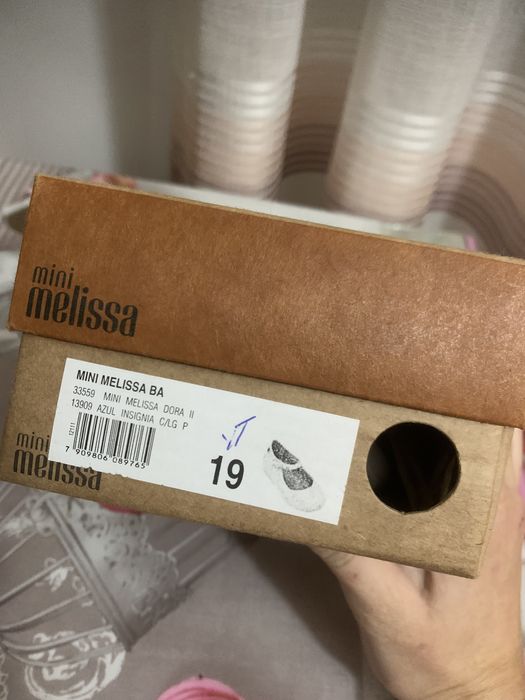 mini
melissa
MINI MELISSA BA
33559 MINI MELISSA DORA II
13909 AZUL INSIGNIA C/LG P
1211
7 909806 089765
19
mini
melissa